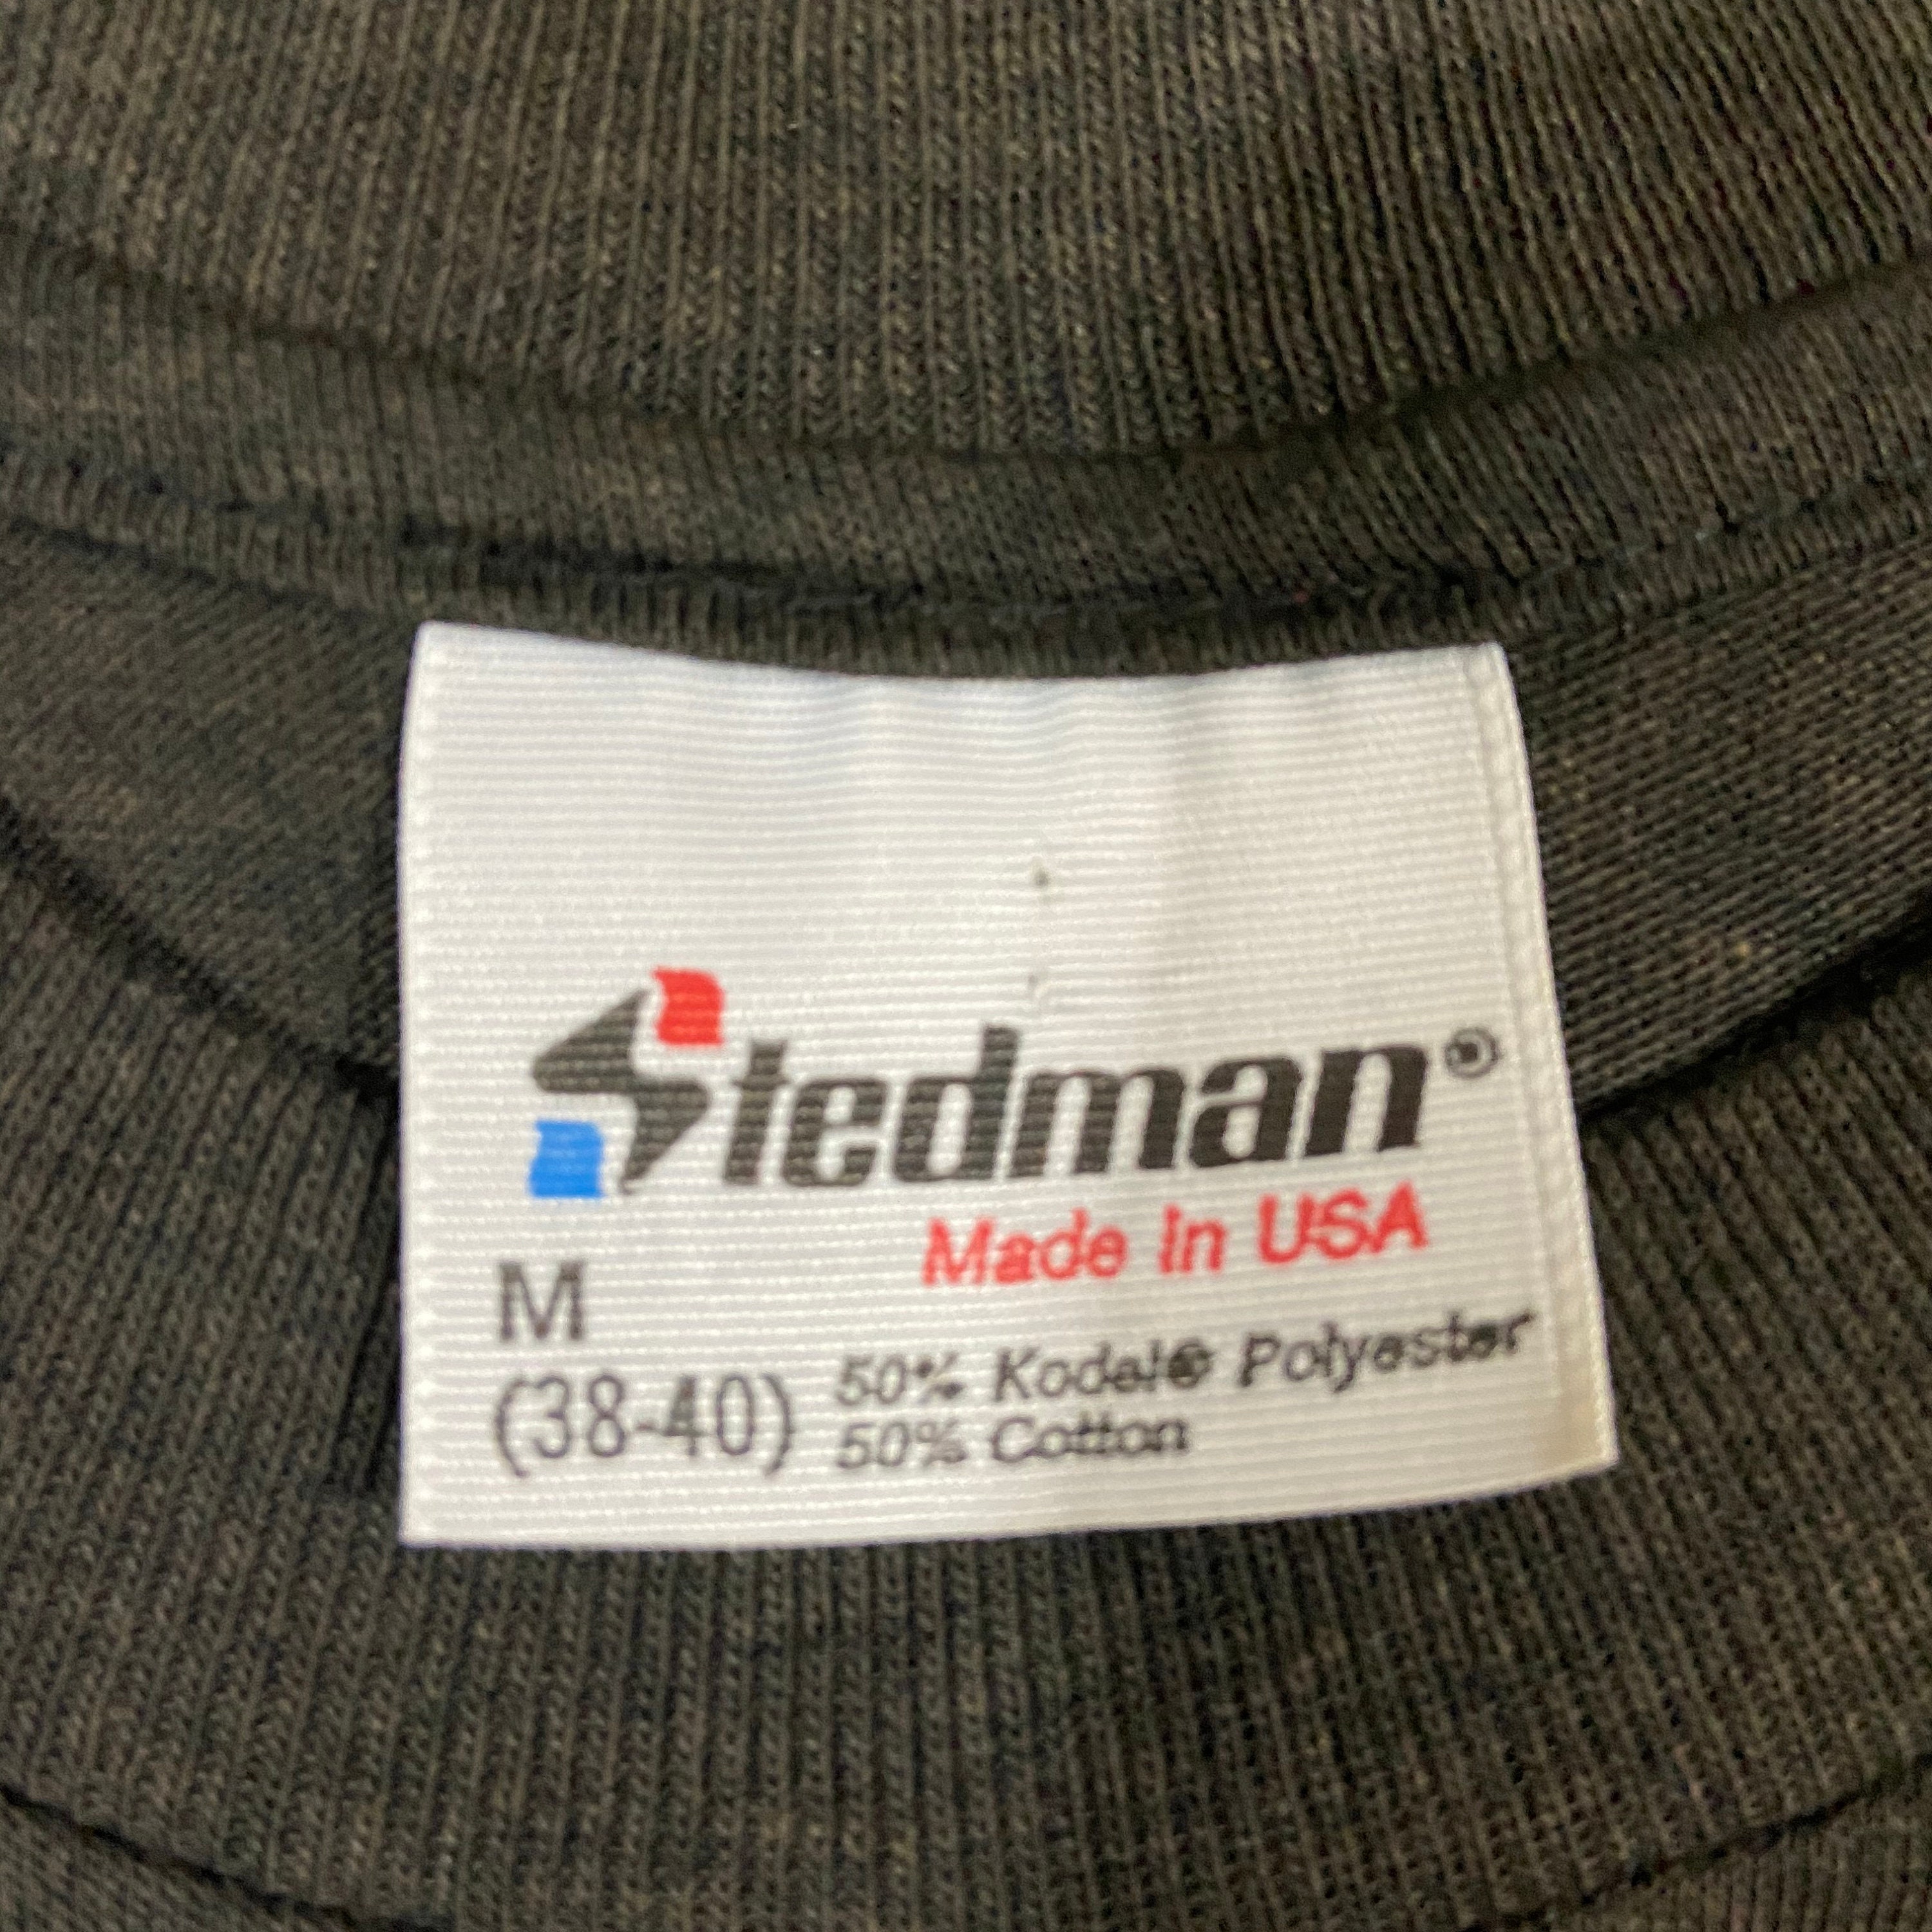 Stedman®
Made In USA
M
(38-40)
50% Kodel® Polyester
50% Cotton